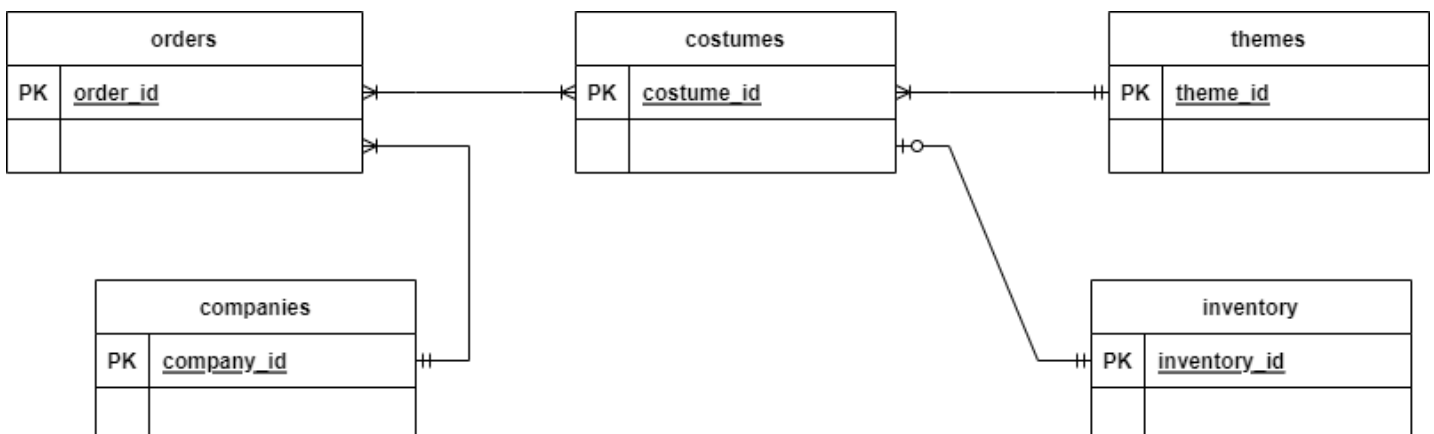 orders
PK order_id
costumes
PK costume_id
themes
PK theme_id
companies
PK company_id
inventory
PK inventory_id